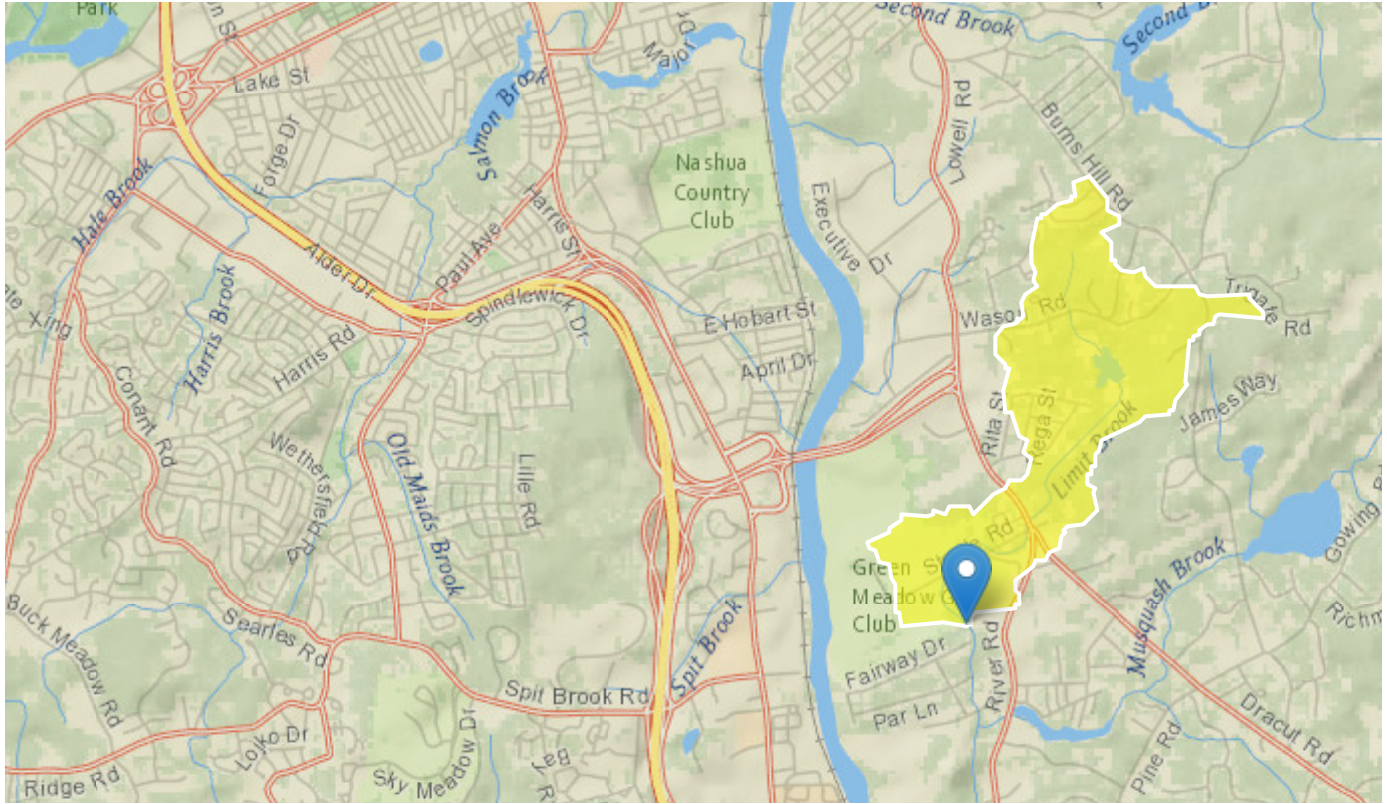 Park
Lake St
Forge Dr
Hale Brook
Harris Brook
Alder Dr
Conant Rd
Harris Rd
Paul Ave
Spindlewick Dr
Harris St
Salmon Brook
Major Dr
Nashua
Country
Club
E Hobart St
April Dr
Executive Dr
Lowell Rd
Second Brook
Second
Burns Hill Rd
Rd
Rita St
Rega St
Limit Brook
James Way
Gowing
Musquash Brook
Green
Meadow
Club
Fairway Dr
Par Ln
River Rd
Dracut Rd
Pine Rd
Wethersfield Rd
Old Maids Brook
Lille Rd
Searles Rd
Buck Meadow Rd
Ridge Rd
Lojko Dr
Sky Meadow Dr
Spit Brook Rd
Spit Brook